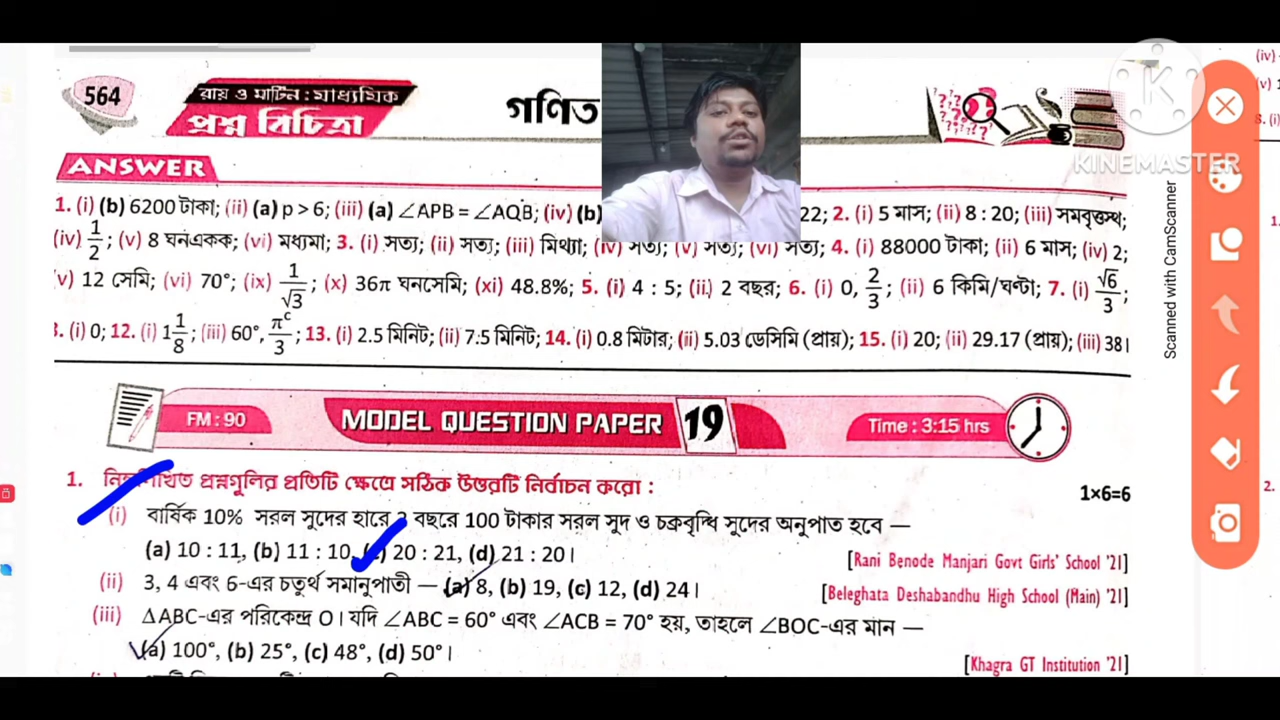 564
রায় ও মার্টিন : মাধ্যমিক
প্রশ্ন বিচিত্রা
গণিত
KINEMASTER
ANSWER
1. (i) (b) 6200 টাকা; (ii) (a) p > 6; (iii) (a) ∠APB = ∠AQB; (iv) (b) 22; 2. (i) 5 মাস; (ii) 8 : 20; (iii) সমবৃত্তস্থ;
(iv) 1/2; (v) 8 ঘনএকক; (vi) মধ্যমা; 3. (i) সত্য; (ii) সত্য; (iii) মিথ্যা; (iv) সত্য; (v) সত্য; (vi) সত্য; 4. (i) 88000 টাকা; (ii) 6 মাস; (iv) 2;
v) 12 সেমি; (vi) 70°; (ix) 1/√3; (x) 36π ঘনসেমি; (xi) 48.8%; 5. (i) 4 : 5; (ii) 2 বছর; 6. (i) 0, 2/3; (ii) 6 কিমি/ঘণ্টা; 7. (i) √6/3;
(i) 0; 12. (i) 1 1/8; (iii) 60°, π^c/3; 13. (i) 2.5 মিনিট; (ii) 7.5 মিনিট; 14. (i) 0.8 মিটার; (ii) 5.03 ডেসিমি (প্রায়); 15. (i) 20; (ii) 29.17 (প্রায়); (iii) 38।
Scanned with CamScanner
FM : 90
MODEL QUESTION PAPER 19
Time : 3:15 hrs
1. নিম্নলিখিত প্রশ্নগুলির প্রতিটি ক্ষেত্রে সঠিক উত্তরটি নির্বাচন করো :
1×6=6
(i) বার্ষিক 10% সরল সুদের হারে 2 বছরে 100 টাকার সরল সুদ ও চক্রবৃদ্ধি সুদের অনুপাত হবে —
(a) 10 : 11, (b) 11 : 10, (c) 20 : 21, (d) 21 : 20।
[Rani Benode Manjari Govt Girls' School '21]
(ii) 3, 4 এবং 6-এর চতুর্থ সমানুপাতী — (a) 8, (b) 19, (c) 12, (d) 24।
[Beleghata Deshabandhu High School (Main) '21]
(iii) ΔABC-এর পরিকেন্দ্র O। যদি ∠ABC = 60° এবং ∠ACB = 70° হয়, তাহলে ∠BOC-এর মান —
(a) 100°, (b) 25°, (c) 48°, (d) 50°।
[Khagra GT Institution '21]
(iv)
(v) 1
(i)
1.
2.